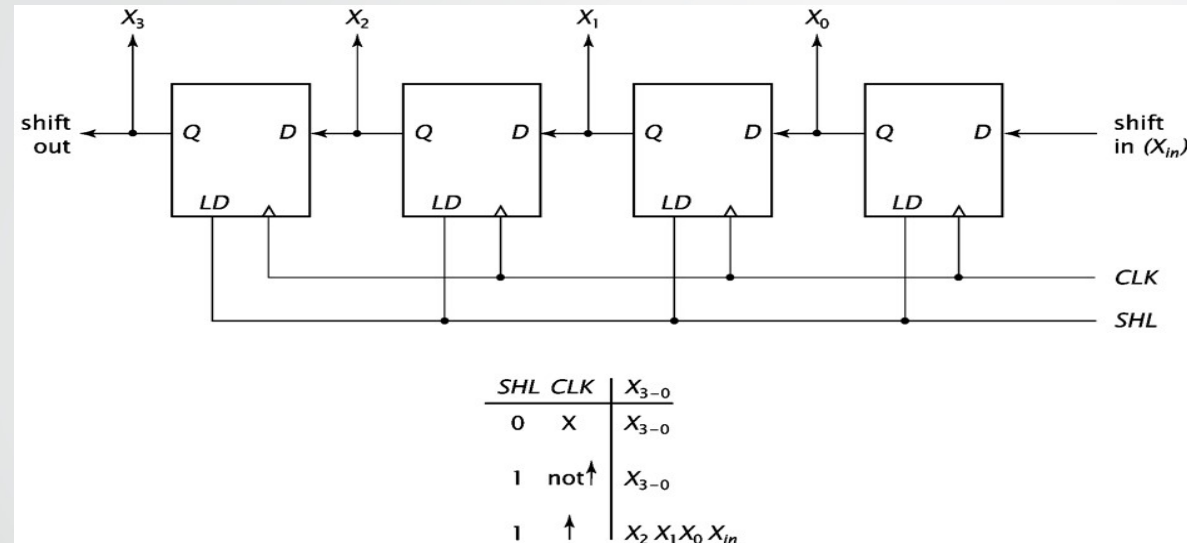 X₃ X₂ X₁ X₀
shift out Q D Q D Q D Q D shift in (Xᵢₙ)
LD LD LD LD
CLK
SHL
SHL CLK X₃₋₀
0 X X₃₋₀
1 not↑ X₃₋₀
1 ↑ X₂ X₁ X₀ Xᵢₙ